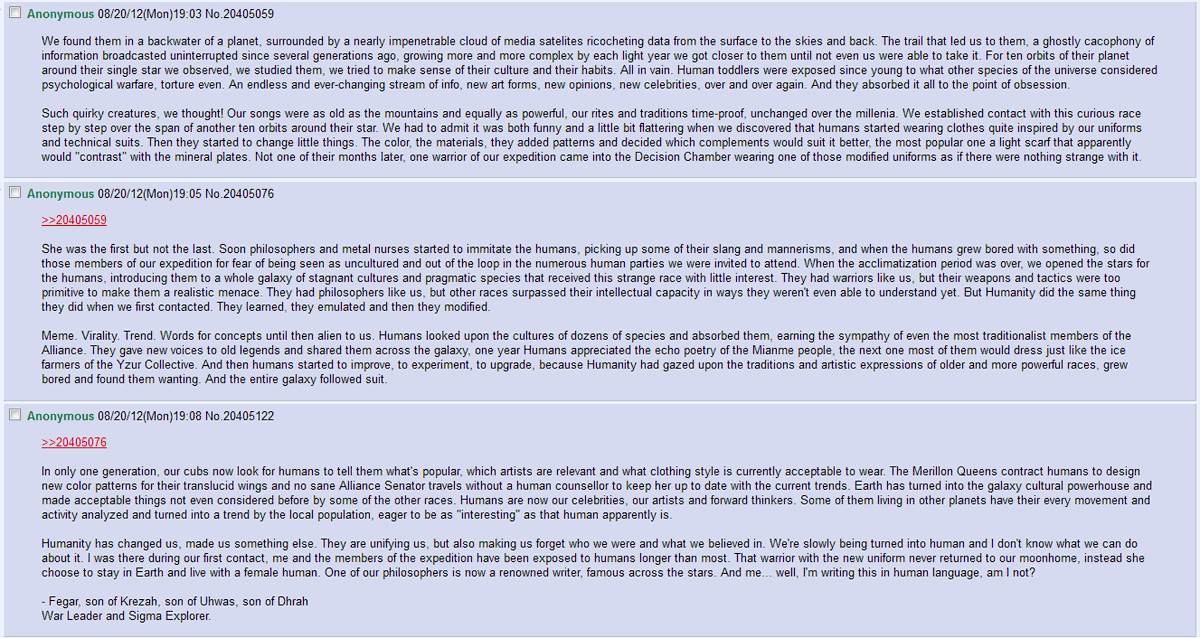 Anonymous 08/20/12(Mon)19:03 No.20405059
We found them in a backwater of a planet, surrounded by a nearly impenetrable cloud of media satelites ricocheting data from the surface to the skies and back. The trail that led us to them, a ghostly cacophony of
information broadcasted uninterrupted since several generations ago, growing more and more complex by each light year we got closer to them until not even us were able to take it. For ten orbits of their planet
around their single star we observed, we studied them, we tried to make sense of their culture and their habits. All in vain. Human toddlers were exposed since young to what other species of the universe considered
psychological warfare, torture even. An endless and ever-changing stream of info, new art forms, new opinions, new celebrities, over and over again. And they absorbed it all to the point of obsession.
Such quirky creatures, we thought! Our songs were as old as the mountains and equally as powerful, our rites and traditions time-proof, unchanged over the millenia. We established contact with this curious race
step by step over the span of another ten orbits around their star. We had to admit it was both funny and a little bit flattering when we discovered that humans started wearing clothes quite inspired by our uniforms
and technical suits. Then they started to change little things. The color, the materials, they added patterns and decided which complements would suit it better, the most popular one a light scarf that apparently
would "contrast" with the mineral plates. Not one of their months later, one warrior of our expedition came into the Decision Chamber wearing one of those modified uniforms as if there were nothing strange with it.
Anonymous 08/20/12(Mon)19:05 No.20405076
>>20405059
She was the first but not the last. Soon philosophers and metal nurses started to immitate the humans, picking up some of their slang and mannerisms, and when the humans grew bored with something, so did
those members of our expedition for fear of being seen as uncultured and out of the loop in the numerous human parties we were invited to attend. When the acclimatization period was over, we opened the stars for
the humans, introducing them to a whole galaxy of stagnant cultures and pragmatic species that received this strange race with little interest. They had warriors like us, but their weapons and tactics were too
primitive to make them a realistic menace. They had philosophers like us, but other races surpassed their intellectual capacity in ways they weren't even able to understand yet. But Humanity did the same thing
they did when we first contacted. They learned, they emulated and then they modified.
Meme. Virality. Trend. Words for concepts until then alien to us. Humans looked upon the cultures of dozens of species and absorbed them, earning the sympathy of even the most traditionalist members of the
Alliance. They gave new voices to old legends and shared them across the galaxy, one year Humans appreciated the echo poetry of the Mianme people, the next one most of them would dress just like the ice
farmers of the Yzur Collective. And then humans started to improve, to experiment, to upgrade, because Humanity had gazed upon the traditions and artistic expressions of older and more powerful races, grew
bored and found them wanting. And the entire galaxy followed suit.
Anonymous 08/20/12(Mon)19:08 No.20405122
>>20405076
In only one generation, our cubs now look for humans to tell them what's popular, which artists are relevant and what clothing style is currently acceptable to wear. The Merillon Queens contract humans to design
new color patterns for their translucid wings and no sane Alliance Senator travels without a human counsellor to keep her up to date with the current trends. Earth has turned into the galaxy cultural powerhouse and
made acceptable things not even considered before by some of the other races. Humans are now our celebrities, our artists and forward thinkers. Some of them living in other planets have their every movement and
activity analyzed and turned into a trend by the local population, eager to be as "interesting" as that human apparently is.
Humanity has changed us, made us something else. They are unifying us, but also making us forget who we were and what we believed in. We're slowly being turned into human and I don't know what we can do
about it. I was there during our first contact, me and the members of the expedition have been exposed to humans longer than most. That warrior with the new uniform never returned to our moonhome, instead she
choose to stay in Earth and live with a female human. One of our philosophers is now a renowned writer, famous across the stars. And me... well, I'm writing this in human language, am I not?
- Fegar, son of Krezah, son of Uhwas, son of Dhrah
War Leader and Sigma Explorer.